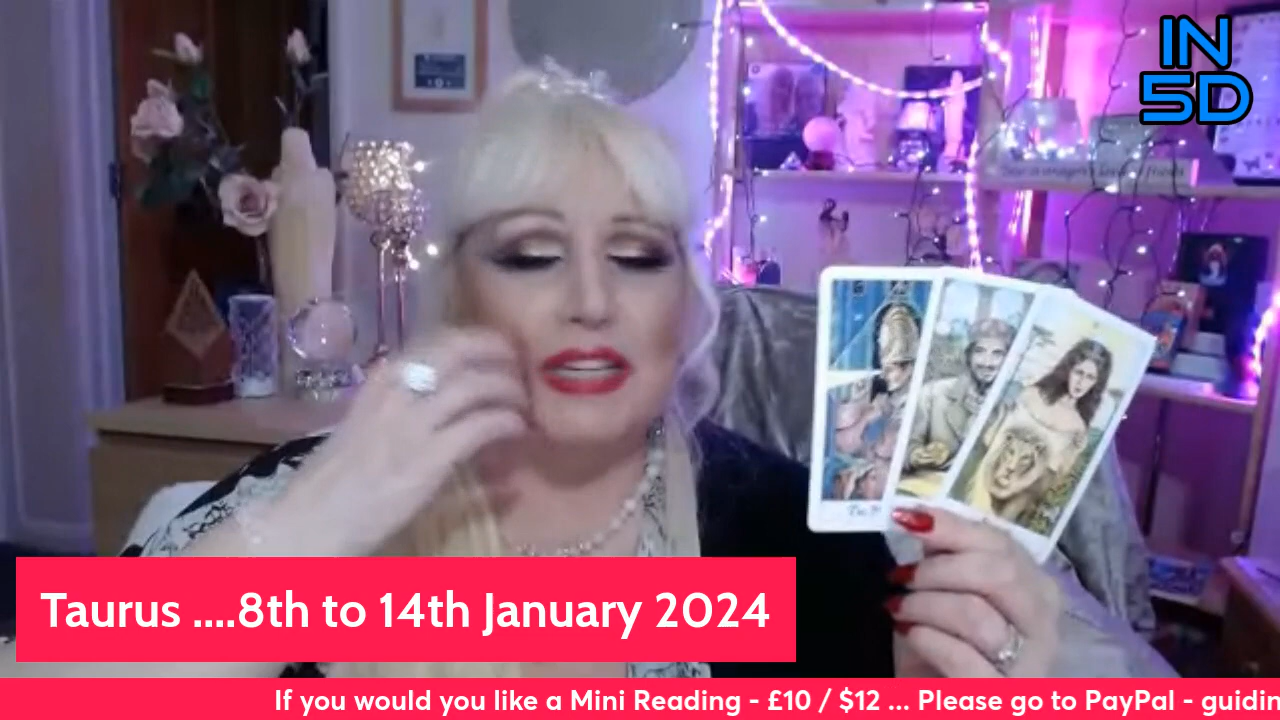 IN
5D
Taurus ....8th to 14th January 2024
If you would you like a Mini Reading - £10 / $12 ... Please go to PayPal - guidin